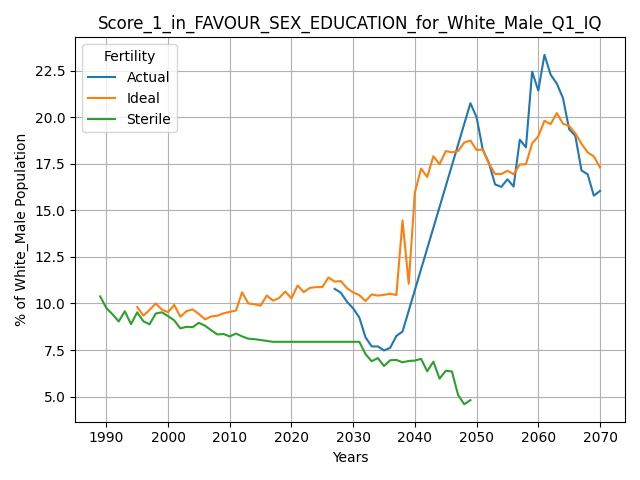 Score_1_in_FAVOUR_SEX_EDUCATION_for_White_Male_Q1_IQ
Fertility
Actual
Ideal
Sterile
% of White_Male Population
22.5
20.0
17.5
15.0
12.5
10.0
7.5
5.0
1990 2000 2010 2020 2030 2040 2050 2060 2070
Years